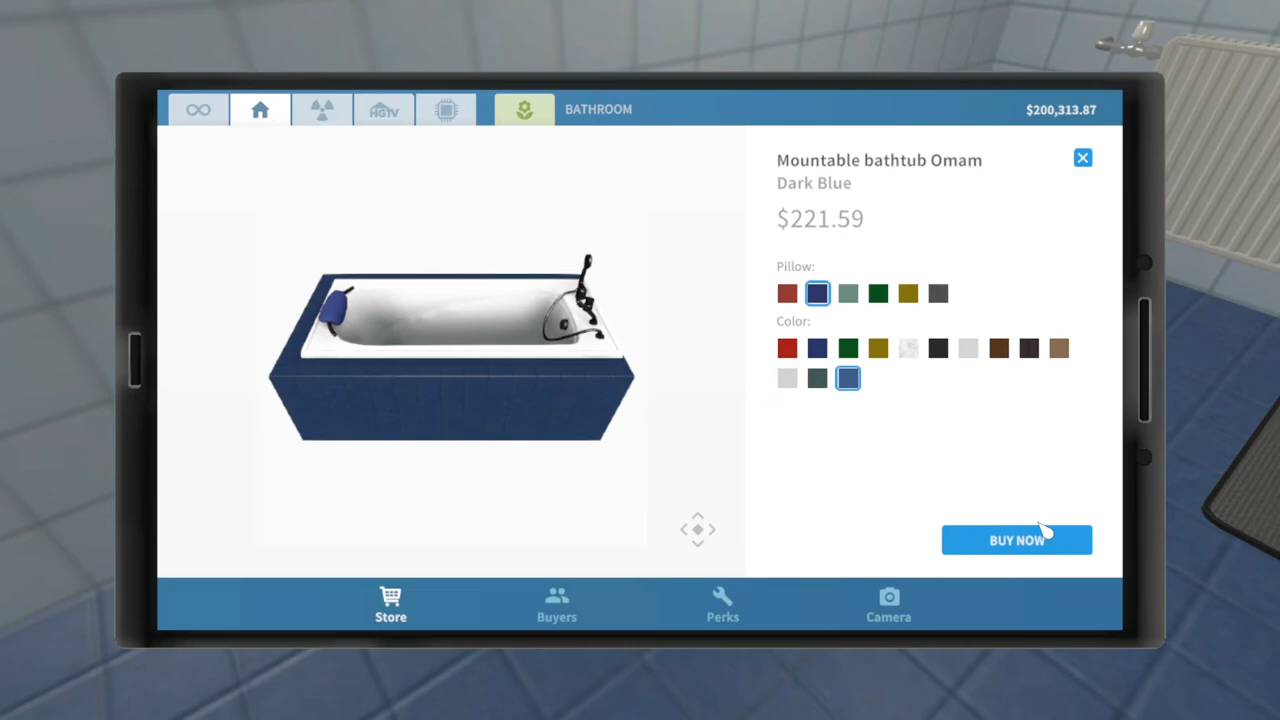 HGTV
BATHROOM
$200,313.87
Mountable bathtub Omam
Dark Blue
$221.59
Pillow:
Color:
BUY NOW
Store
Buyers
Perks
Camera